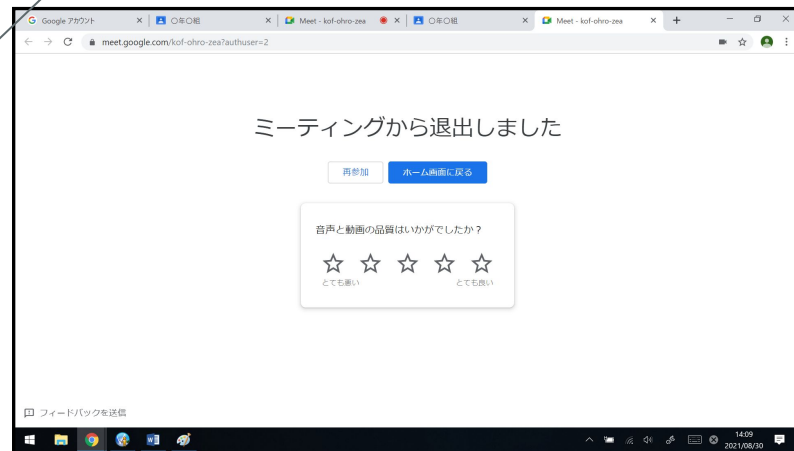 Google アカウント
〇年〇組
Meet - kof-ohro-zea
〇年〇組
Meet - kof-ohro-zea
meet.google.com/kof-ohro-zea?authuser=2
ミーティングから退出しました
再参加
ホーム画面に戻る
音声と動画の品質はいかがでしたか？
とても悪い
とても良い
フィードバックを送信
14:09
2021/08/30